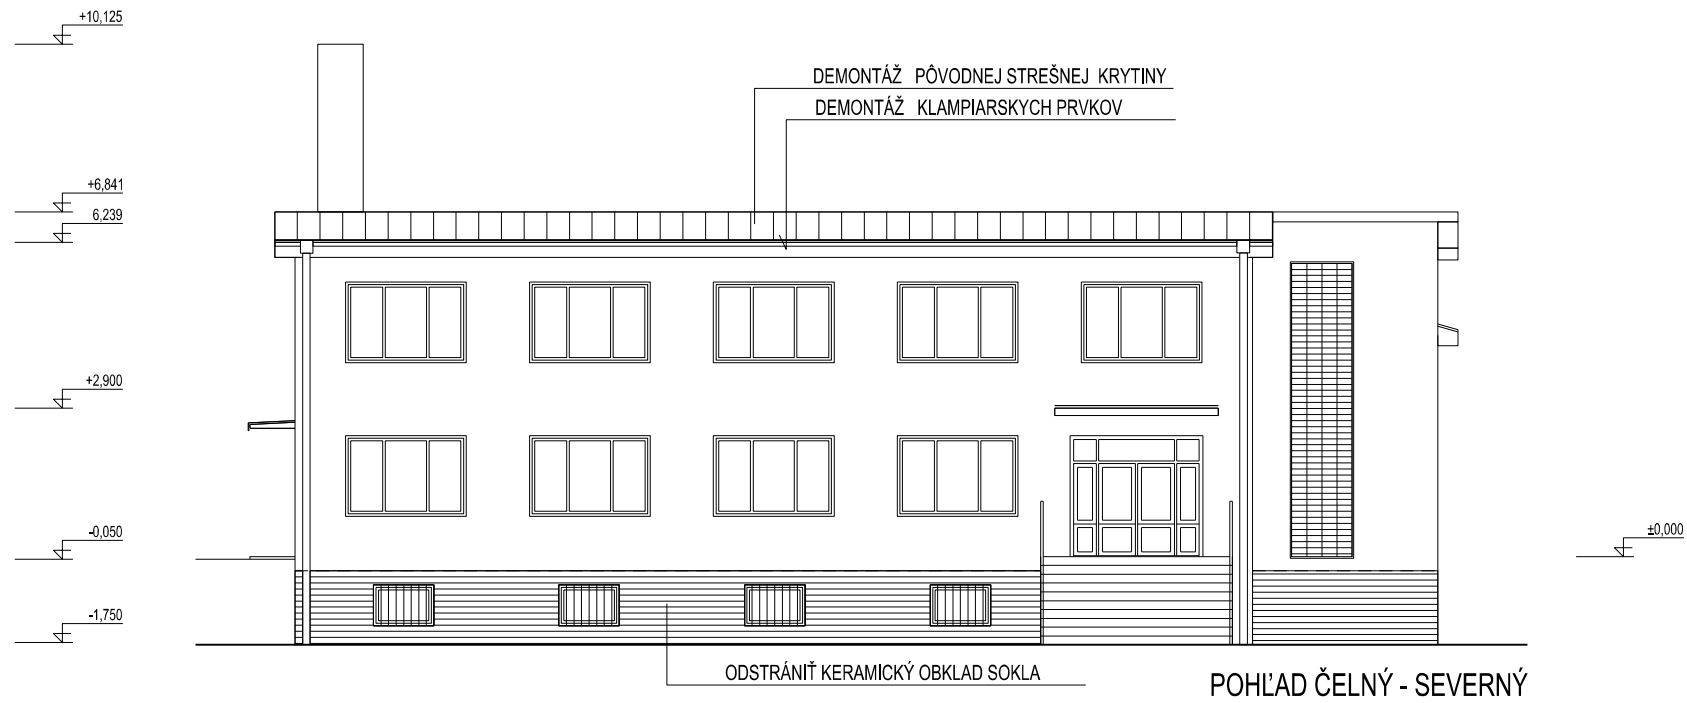 +10,125
DEMONTÁŽ PÔVODNEJ STREŠNEJ KRYTINY
DEMONTÁŽ KLAMPIARSKYCH PRVKOV
+6,841
6,239
+2,900
-0,050
±0,000
-1,750
ODSTRÁNIŤ KERAMICKÝ OBKLAD SOKLA
POHĽAD ČELNÝ - SEVERNÝ